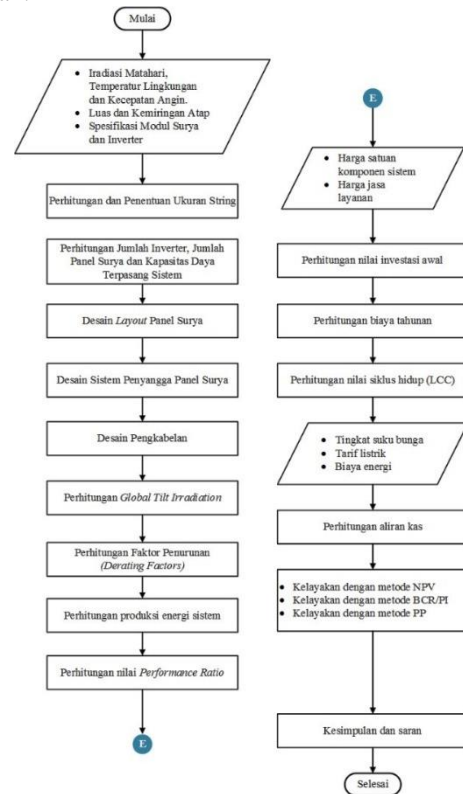 Mulai
• Iradiasi Matahari,
Temperatur Lingkungan
dan Kecepatan Angin.
• Luas dan Kemiringan Atap
• Spesifikasi Modul Surya
dan Inverter
Perhitungan dan Penentuan Ukuran String
Perhitungan Jumlah Inverter, Jumlah
Panel Surya dan Kapasitas Daya
Terpasang Sistem
Desain Layout Panel Surya
Desain Sistem Penyangga Panel Surya
Desain Pengkabelan
Perhitungan Global Tilt Irradiation
Perhitungan Faktor Penurunan
(Derating Factors)
Perhitungan produksi energi sistem
Perhitungan nilai Performance Ratio
E
E
• Harga satuan
komponen sistem
• Harga jasa
layanan
Perhitungan nilai investasi awal
Perhitungan biaya tahunan
Perhitungan nilai siklus hidup (LCC)
• Tingkat suku bunga
• Tarif listrik
• Biaya energi
Perhitungan aliran kas
• Kelayakan dengan metode NPV
• Kelayakan dengan metode BCR/PI
• Kelayakan dengan metode PP
Kesimpulan dan saran
Selesai